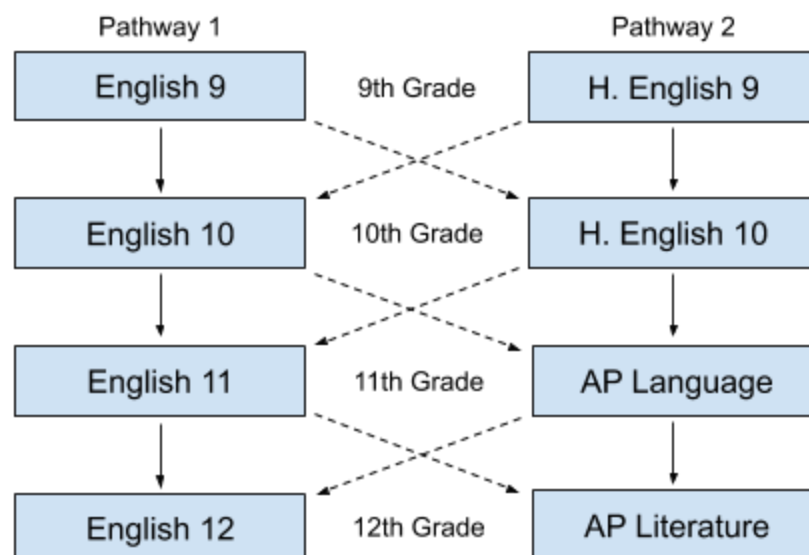 Pathway 1
Pathway 2
English 9
9th Grade
H. English 9
English 10
10th Grade
H. English 10
English 11
11th Grade
AP Language
English 12
12th Grade
AP Literature